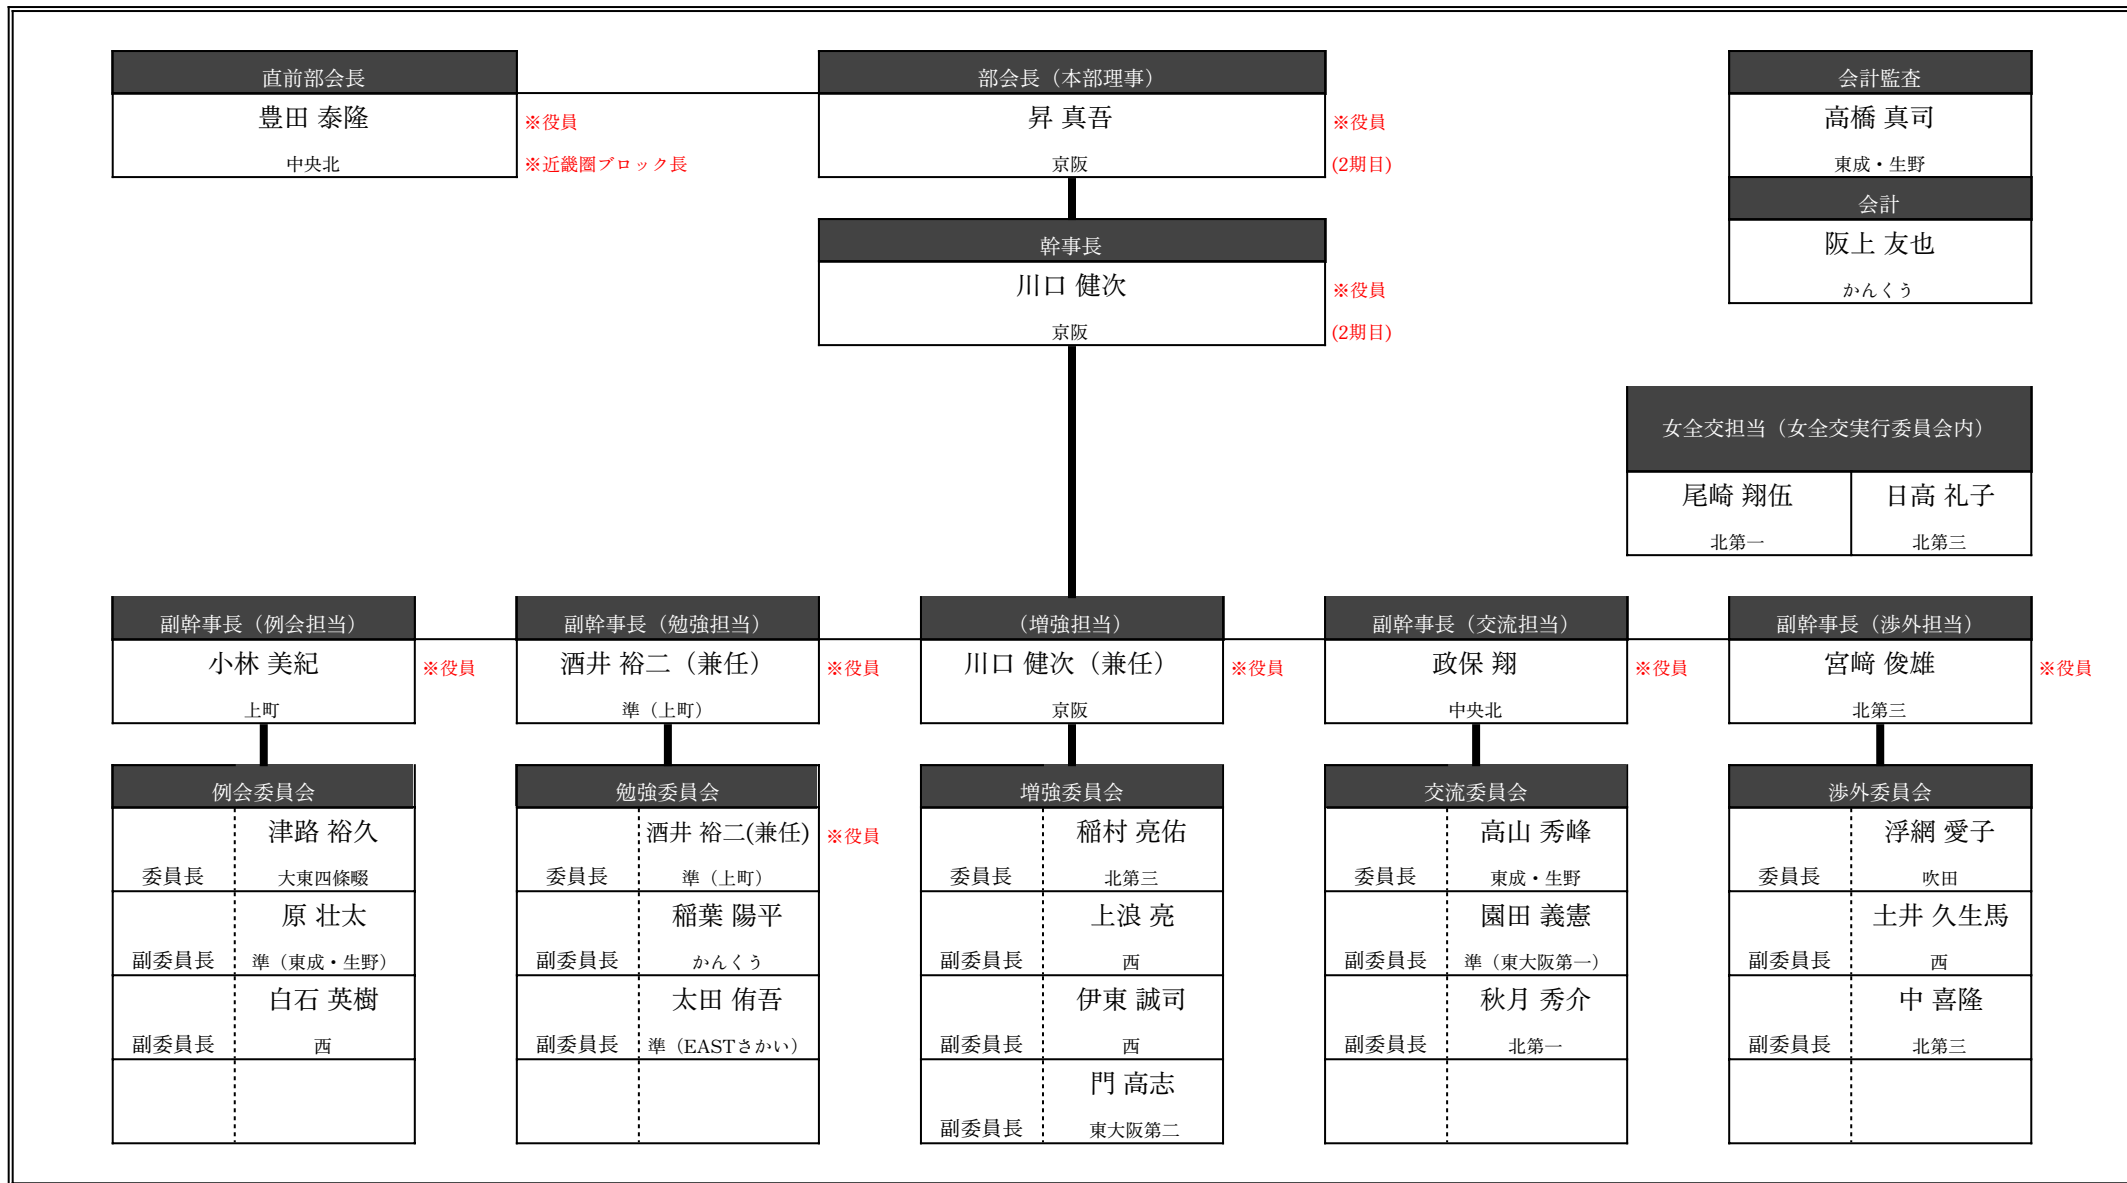 直前部会長
豊田 泰隆
※役員
中央北
※近畿圏ブロック長
部会長（本部理事）
昇 真吾
※役員
京阪
(2期目)
会計監査
高橋 真司
東成・生野
会計
阪上 友也
かんくう
幹事長
川口 健次
※役員
京阪
(2期目)
女全交担当（女全交実行委員会内）
尾崎 翔伍
北第一
日高 礼子
北第三
副幹事長（例会担当）
小林 美紀
※役員
上町
副幹事長（勉強担当）
酒井 裕二（兼任）
※役員
準（上町）
（増強担当）
川口 健次（兼任）
※役員
京阪
副幹事長（交流担当）
政保 翔
※役員
中央北
副幹事長（渉外担当）
宮﨑 俊雄
※役員
北第三
例会委員会
津路 裕久
委員長
大東四條畷
原 壮太
副委員長
準（東成・生野）
白石 英樹
副委員長
西
勉強委員会
酒井 裕二(兼任)
※役員
委員長
準（上町）
稲葉 陽平
副委員長
かんくう
太田 侑吾
副委員長
準（EASTさかい）
増強委員会
稲村 亮佑
委員長
北第三
上浪 亮
副委員長
西
伊東 誠司
副委員長
西
門 高志
副委員長
東大阪第二
交流委員会
高山 秀峰
委員長
東成・生野
園田 義憲
副委員長
準（東大阪第一）
秋月 秀介
副委員長
北第一
渉外委員会
浮網 愛子
委員長
吹田
土井 久生馬
副委員長
西
中 喜隆
副委員長
北第三